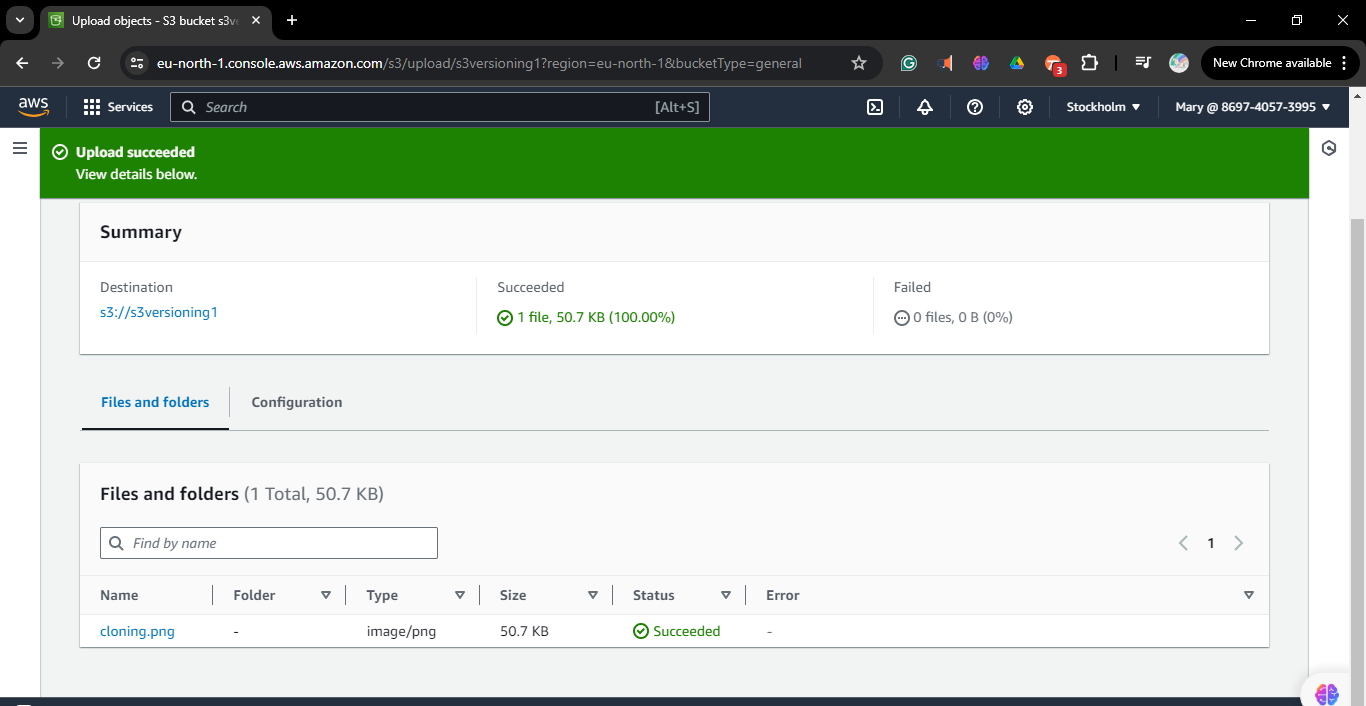 Upload objects - S3 bucket s3ve
eu-north-1.console.aws.amazon.com/s3/upload/s3versioning1?region=eu-north-1&bucketType=general
3
New Chrome available
aws
Services
Search
[Alt+S]
Stockholm
Mary @ 8697-4057-3995
Upload succeeded
View details below.
Summary
Destination
s3://s3versioning1
Succeeded
1 file, 50.7 KB (100.00%)
Failed
0 files, 0 B (0%)
Files and folders
Configuration
Files and folders (1 Total, 50.7 KB)
Find by name
1
Name Folder Type Size Status Error
cloning.png - image/png 50.7 KB Succeeded -